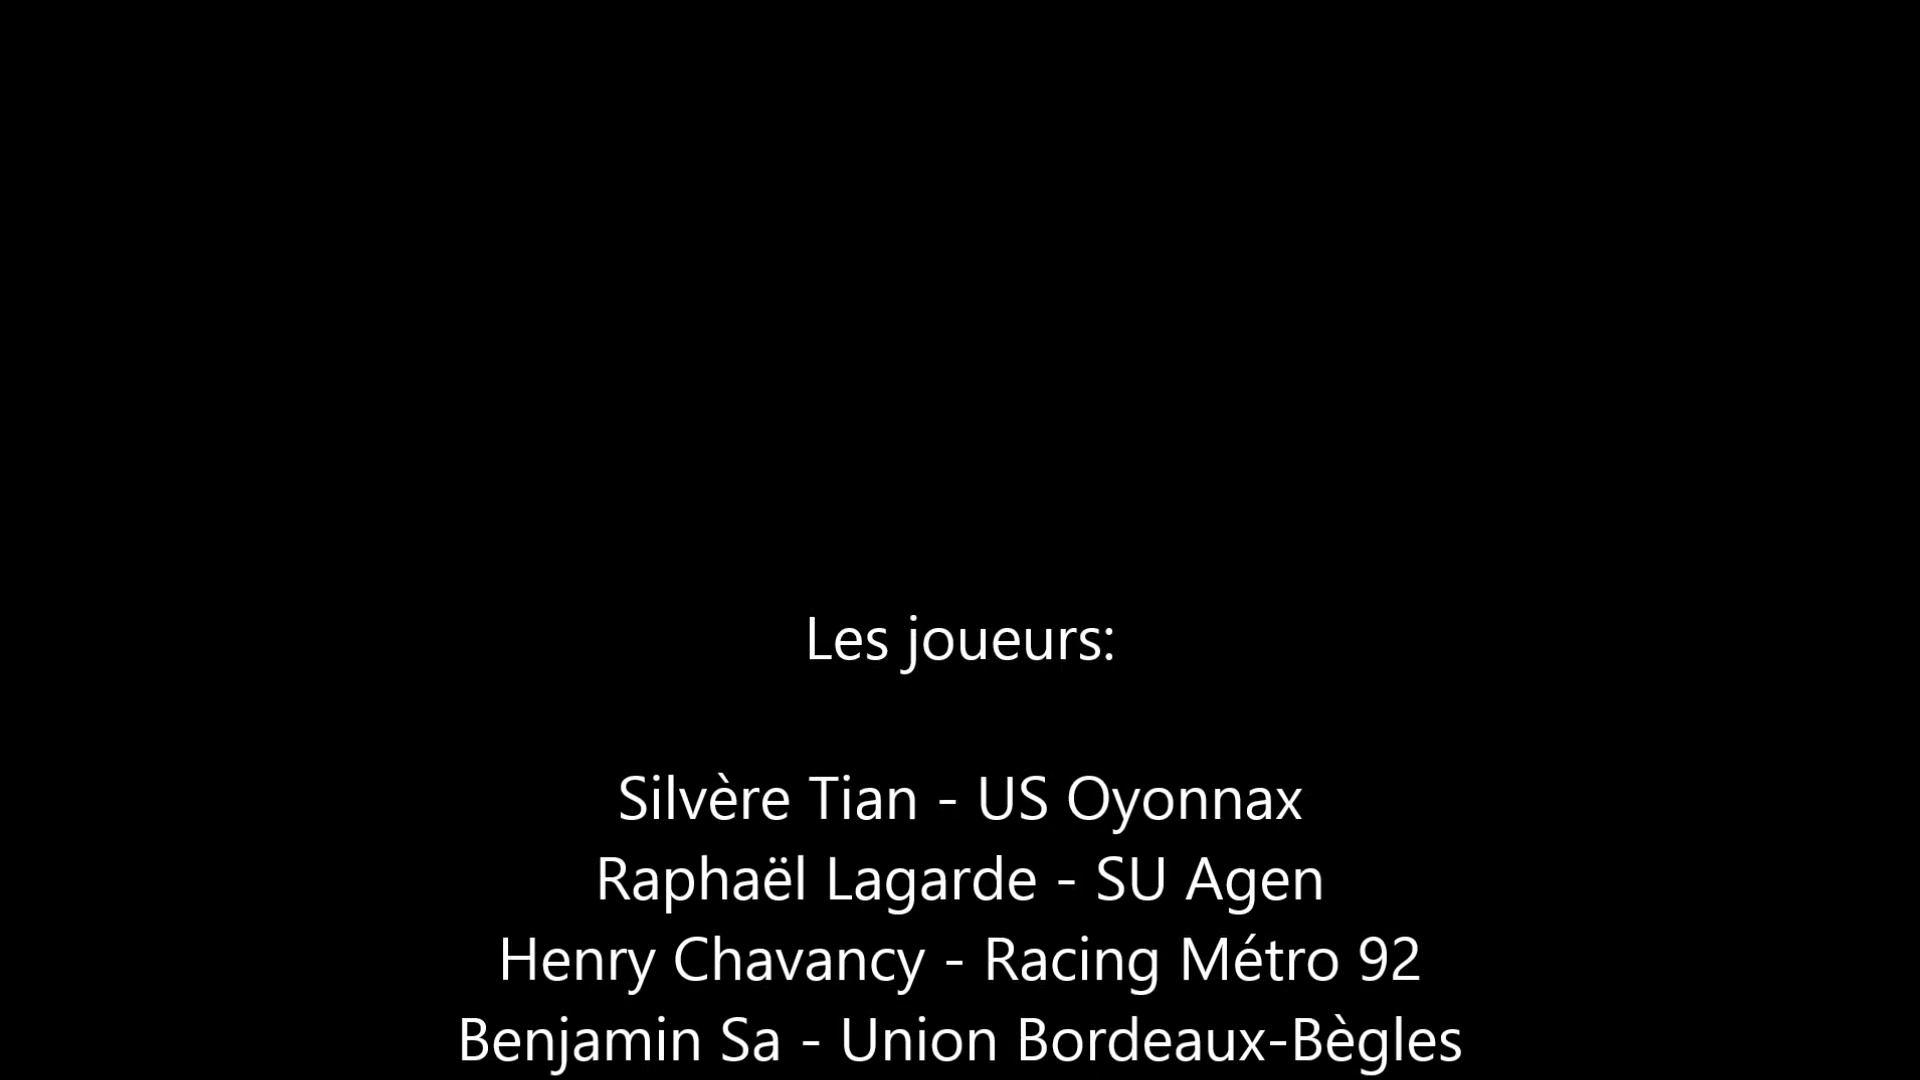 Les joueurs:
Silvère Tian - US Oyonnax
Raphaël Lagarde - SU Agen
Henry Chavancy - Racing Métro 92
Benjamin Sa - Union Bordeaux-Bègles